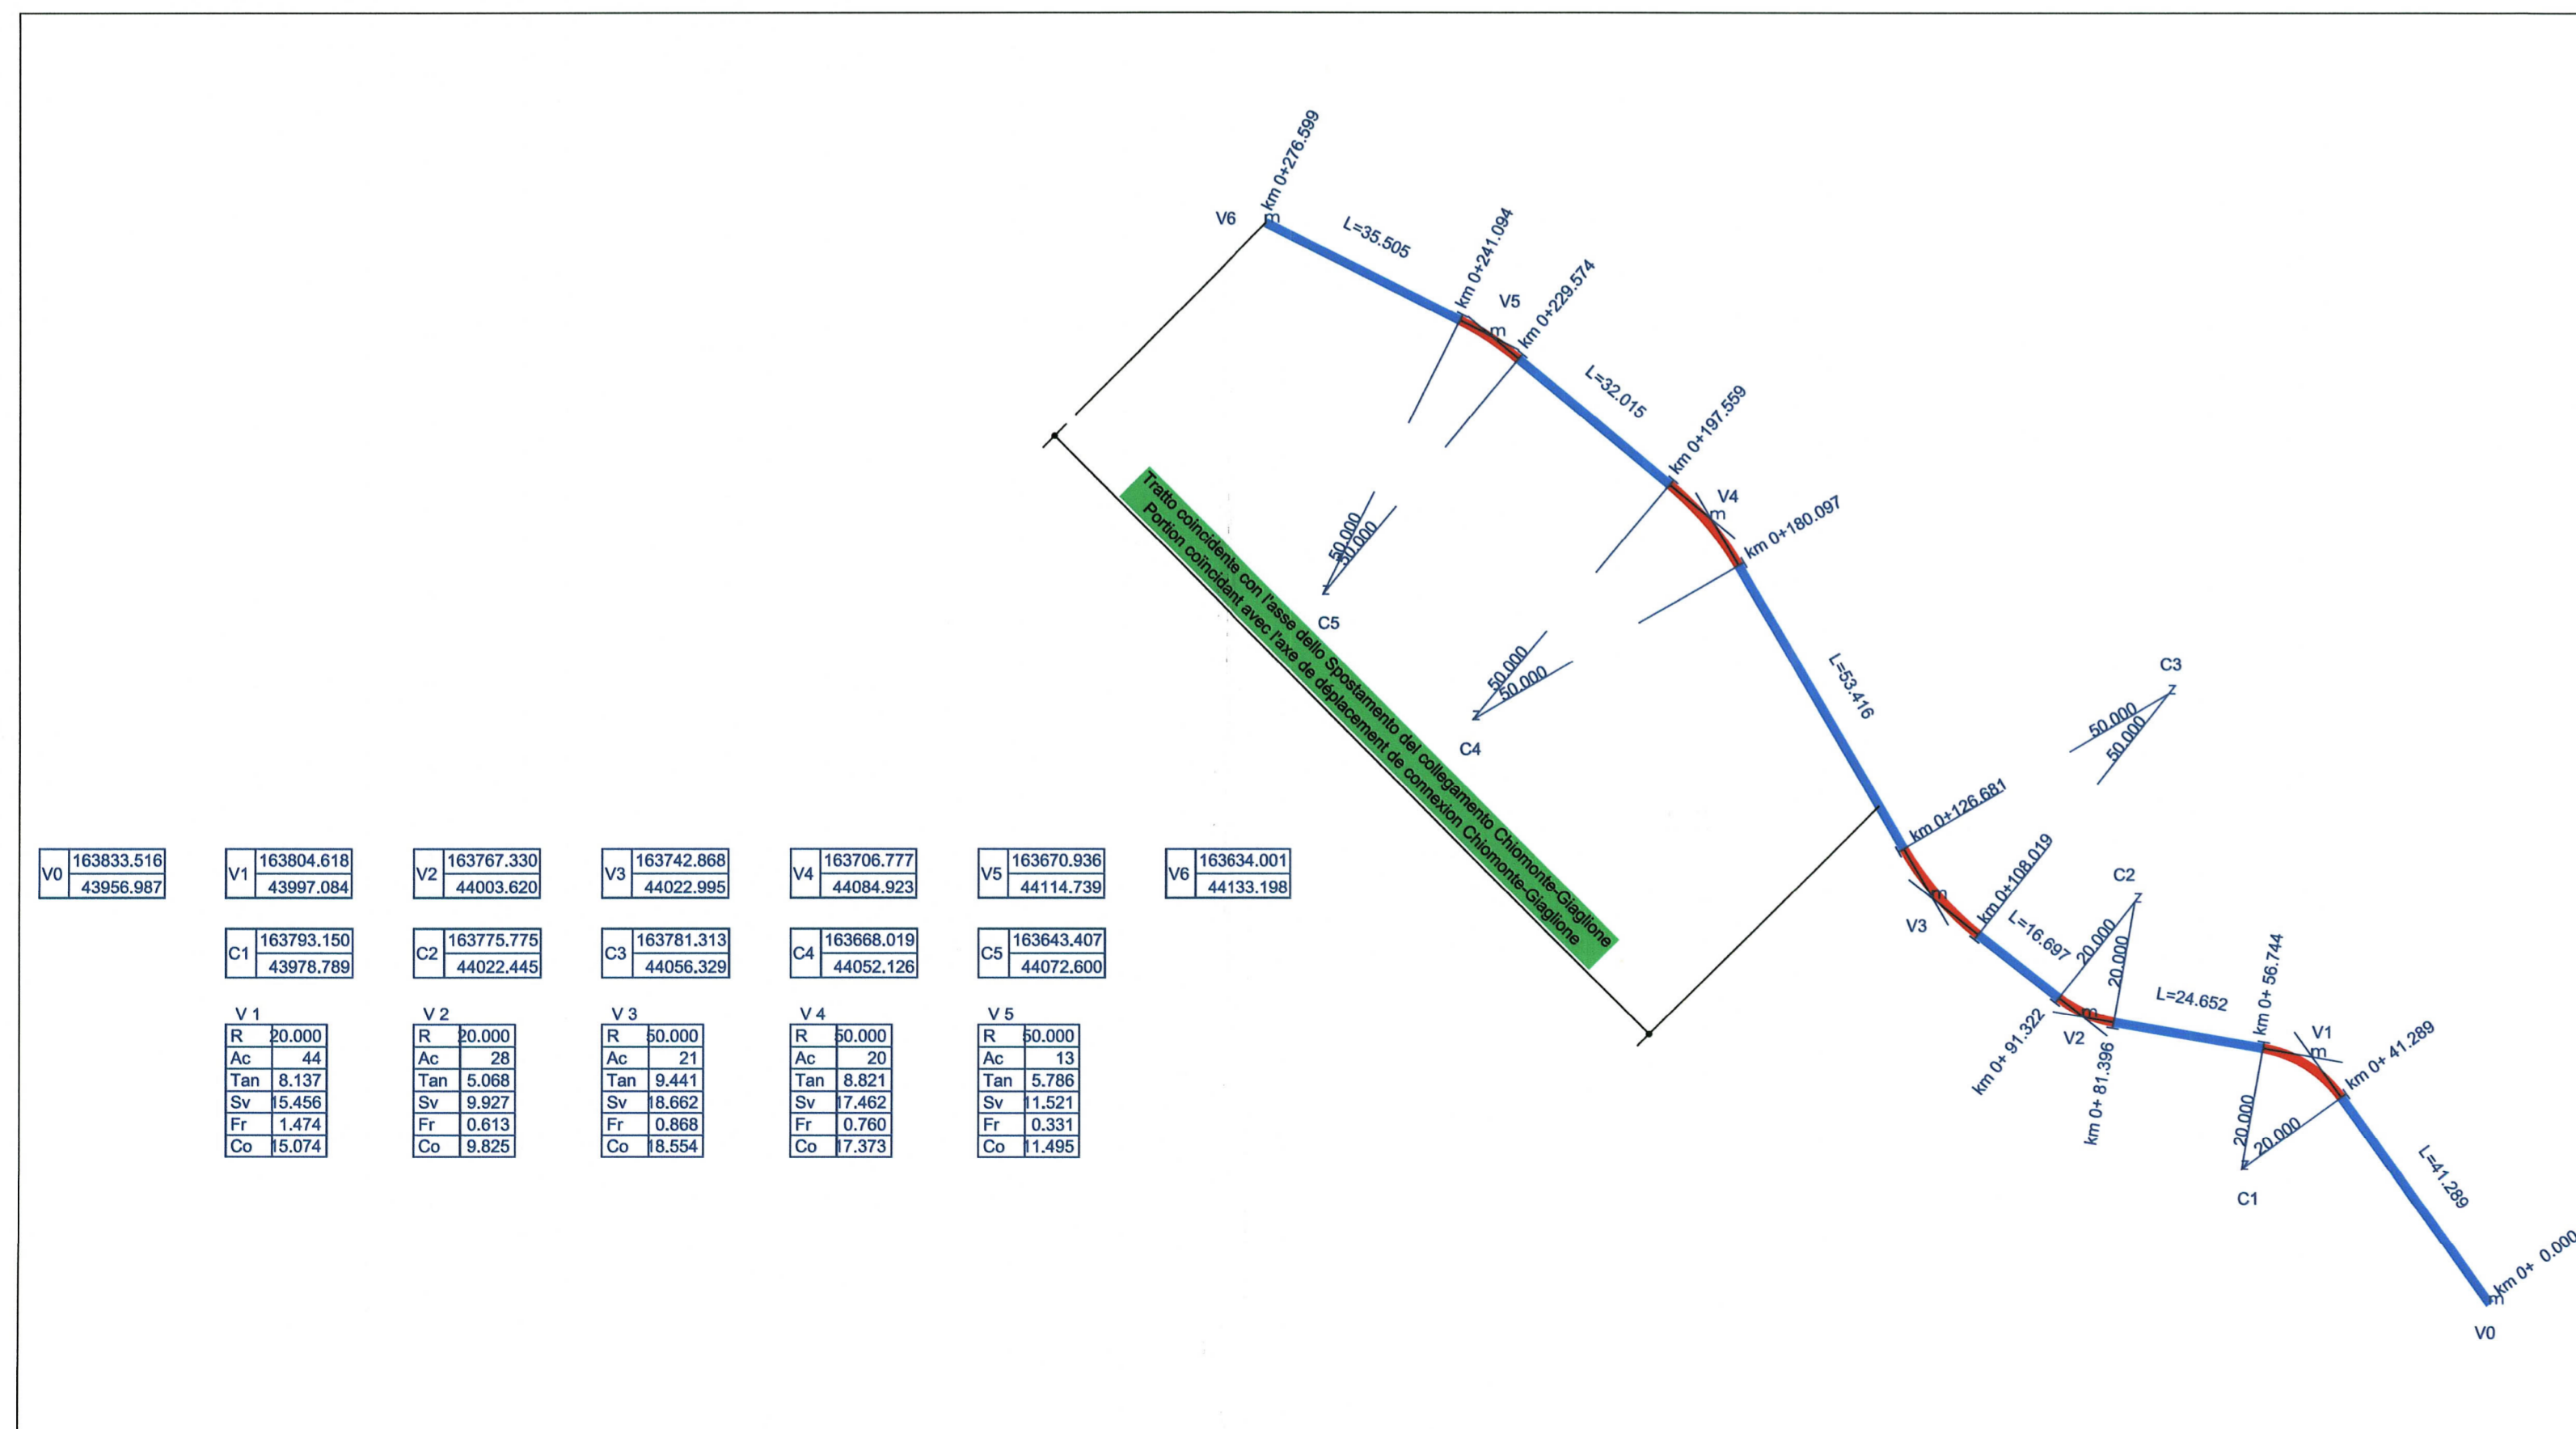 km 0+276.599
V6
m
L=35.505
km 0+241.094
V5
m
km 0+229.574
L=32.015
km 0+197.559
V4
m
km 0+180.097
50.000
50.000
z
C5
50.000
50.000
z
C4
Tratto coincidente con l'asse dello Spostamento del collegamento Chiomonte-Giaglione
Portion coïncidant avec l'axe de déplacement de connexion Chiomonte-Giaglione
L=53.416
C3
z
50.000
50.000
km 0+126.681
m
V3
km 0+108.019
L=16.697
C2
z
20.000
20.000
m
V2
km 0+ 91.322
km 0+ 81.396
L=24.652
km 0+ 56.744
V1
m
km 0+ 41.289
20.000
20.000
z
C1
L=41.289
km 0+ 0.000
m
V0
V0 163833.516
43956.987
V1 163804.618
43997.084
V2 163767.330
44003.620
V3 163742.868
44022.995
V4 163706.777
44084.923
V5 163670.936
44114.739
V6 163634.001
44133.198
C1 163793.150
43978.789
C2 163775.775
44022.445
C3 163781.313
44056.329
C4 163668.019
44052.126
C5 163643.407
44072.600
V 1
R 20.000
Ac 44
Tan 8.137
Sv 15.456
Fr 1.474
Co 15.074
V 2
R 20.000
Ac 28
Tan 5.068
Sv 9.927
Fr 0.613
Co 9.825
V 3
R 50.000
Ac 21
Tan 9.441
Sv 18.662
Fr 0.868
Co 18.554
V 4
R 50.000
Ac 20
Tan 8.821
Sv 17.462
Fr 0.760
Co 17.373
V 5
R 50.000
Ac 13
Tan 5.786
Sv 11.521
Fr 0.331
Co 11.495